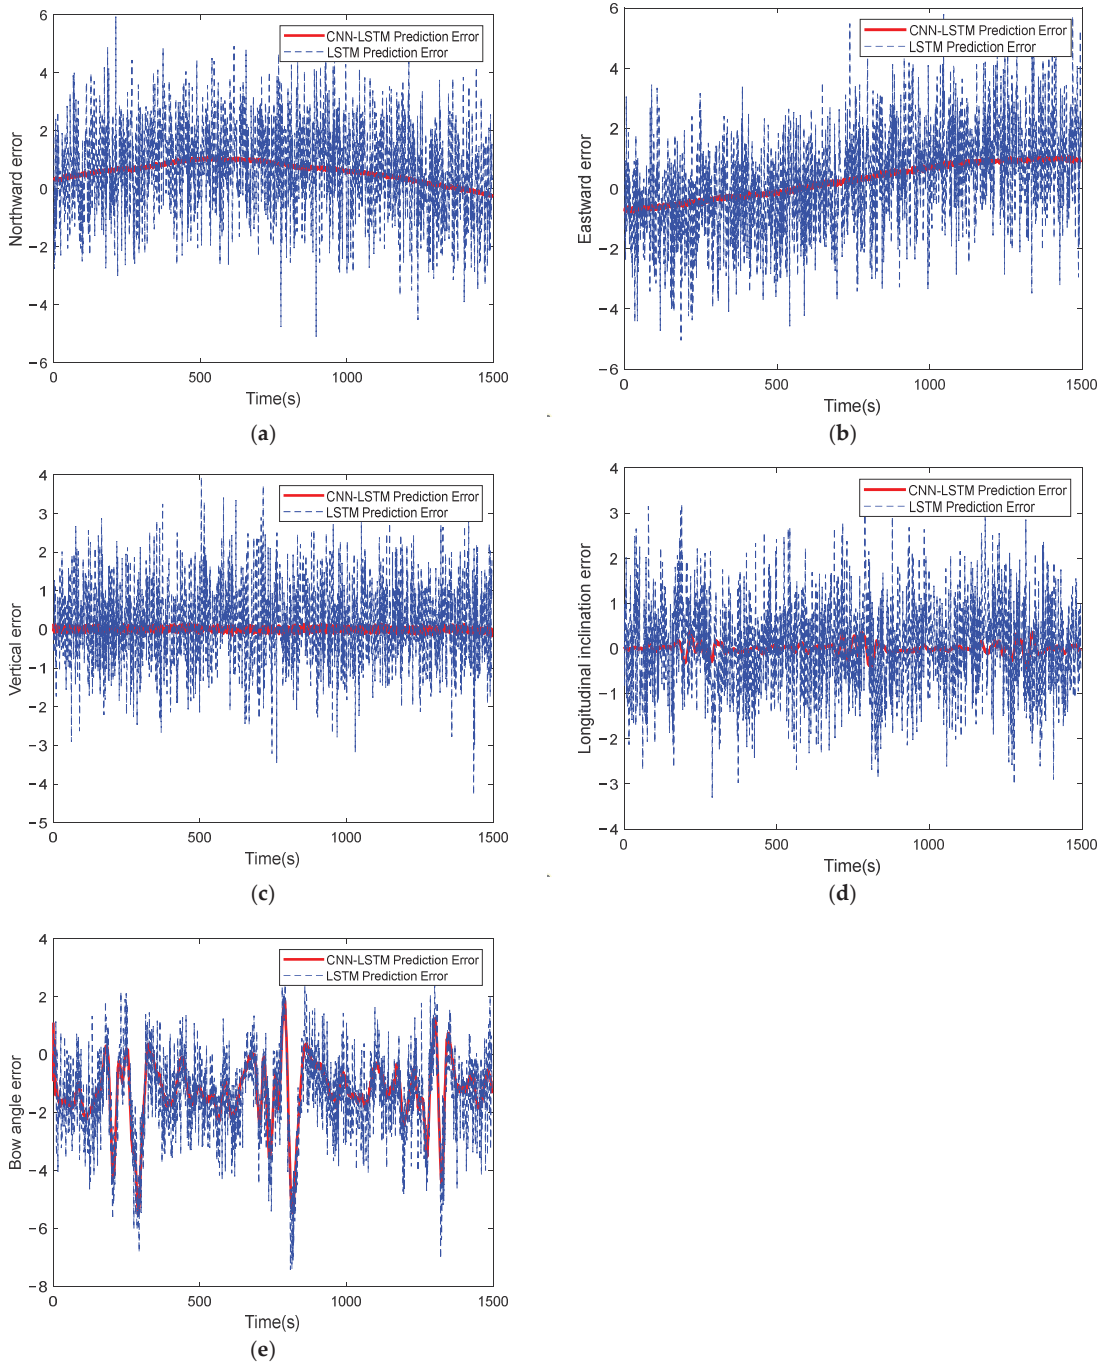 6
4
2
0
−2
−4
−6
Northward error
CNN-LSTM Prediction Error
LSTM Prediction Error
0 500 1000 1500
Time(s)
(a)
6
4
2
0
−2
−4
−6
Eastward error
CNN-LSTM Prediction Error
LSTM Prediction Error
0 500 1000 1500
Time(s)
(b)
4
3
2
1
0
−1
−2
−3
−4
−5
Vertical error
CNN-LSTM Prediction Error
LSTM Prediction Error
0 500 1000 1500
Time(s)
(c)
4
3
2
1
0
−1
−2
−3
−4
Longitudinal inclination error
CNN-LSTM Prediction Error
LSTM Prediction Error
0 500 1000 1500
Time(s)
(d)
4
2
0
−2
−4
−6
−8
Bow angle error
CNN-LSTM Prediction Error
LSTM Prediction Error
0 500 1000 1500
Time(s)
(e)